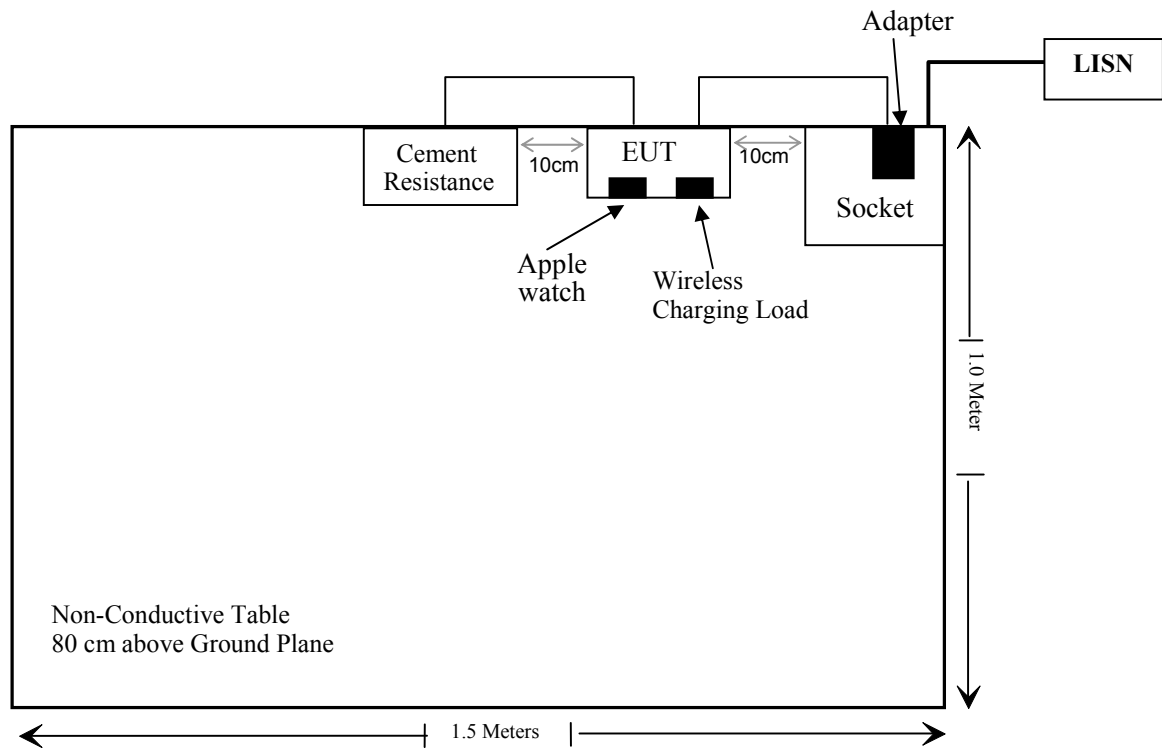 Adapter
LISN
Cement
Resistance
10cm
EUT
10cm
Socket
Apple
watch
Wireless
Charging Load
1.0 Meter
Non-Conductive Table
80 cm above Ground Plane
1.5 Meters